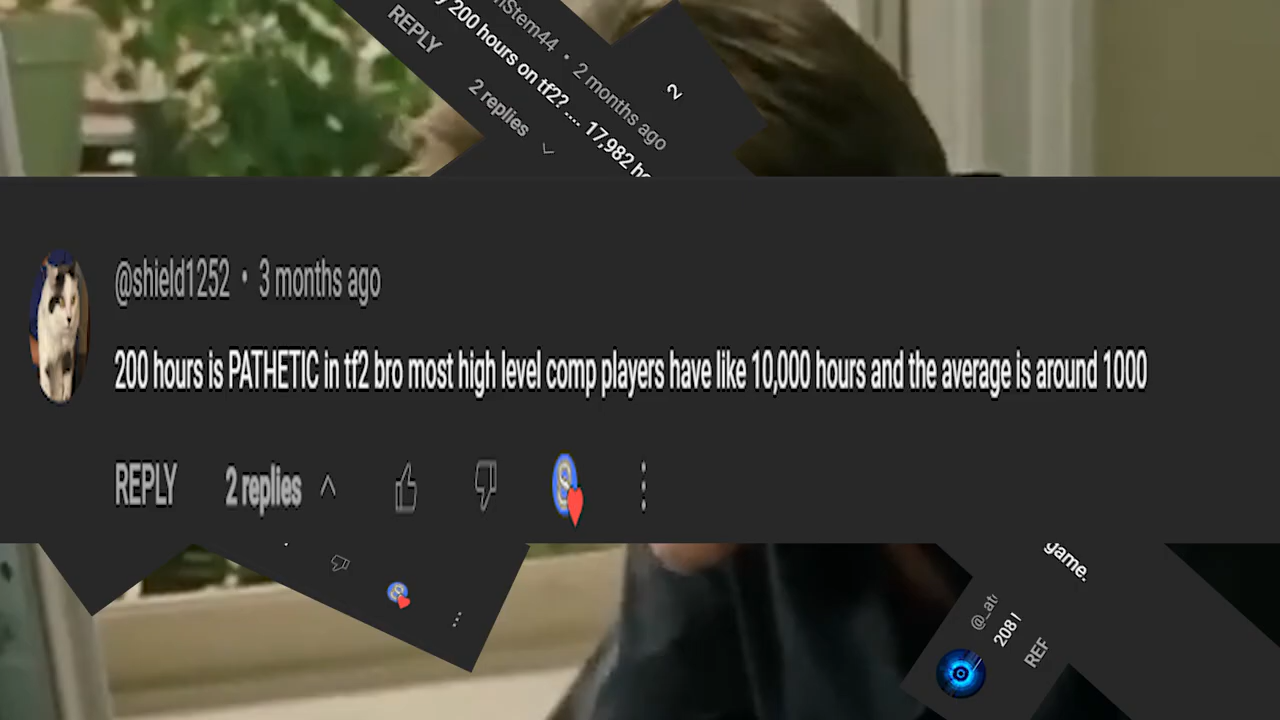 nStem44 • 2 months ago
200 hours on tf2?.... 17,982
REPLY
2
2 replies
@shield1252 • 3 months ago
200 hours is PATHETIC in tf2 bro most high level comp players have like 10,000 hours and the average is around 1000
REPLY 2 replies
game.
208